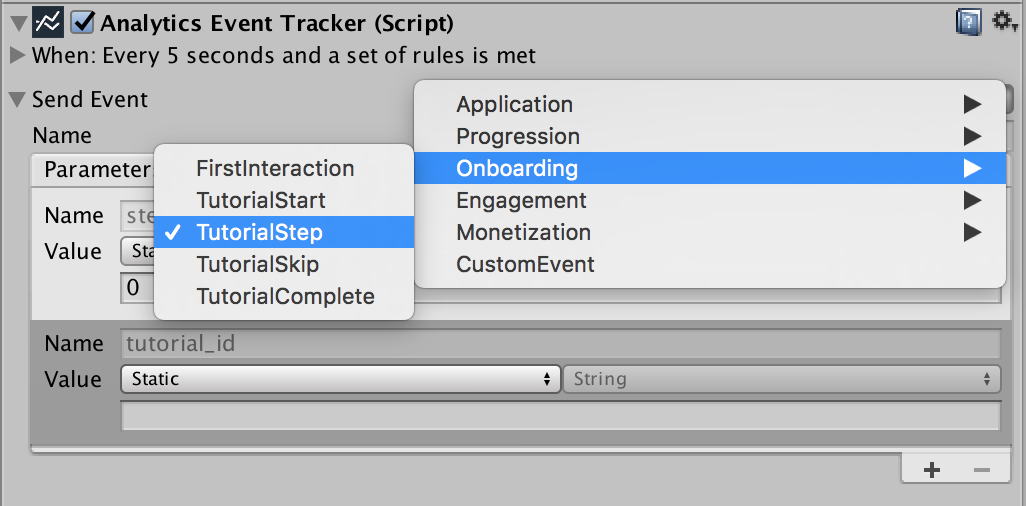 Analytics Event Tracker (Script)
When: Every 5 seconds and a set of rules is met
Send Event
Name
Application
Progression
Onboarding
Engagement
Monetization
CustomEvent
FirstInteraction
TutorialStart
TutorialStep
TutorialSkip
TutorialComplete
Parameter
Name ste
Value Sta
0
Name tutorial_id
Value Static String